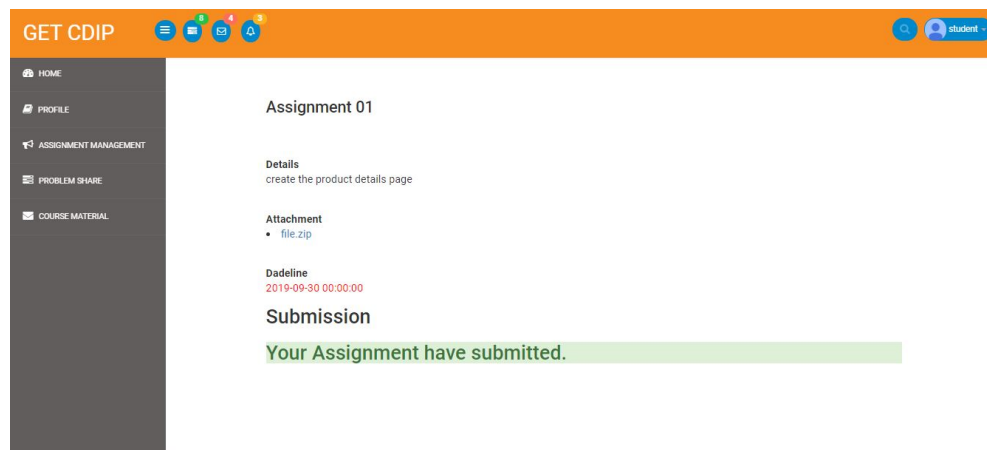 GET CDIP
8
4
3
student
HOME
PROFILE
ASSIGNMENT MANAGEMENT
PROBLEM SHARE
COURSE MATERIAL
Assignment 01
Details
create the product details page
Attachment
file.zip
Dadeline
2019-09-30 00:00:00
Submission
Your Assignment have submitted.